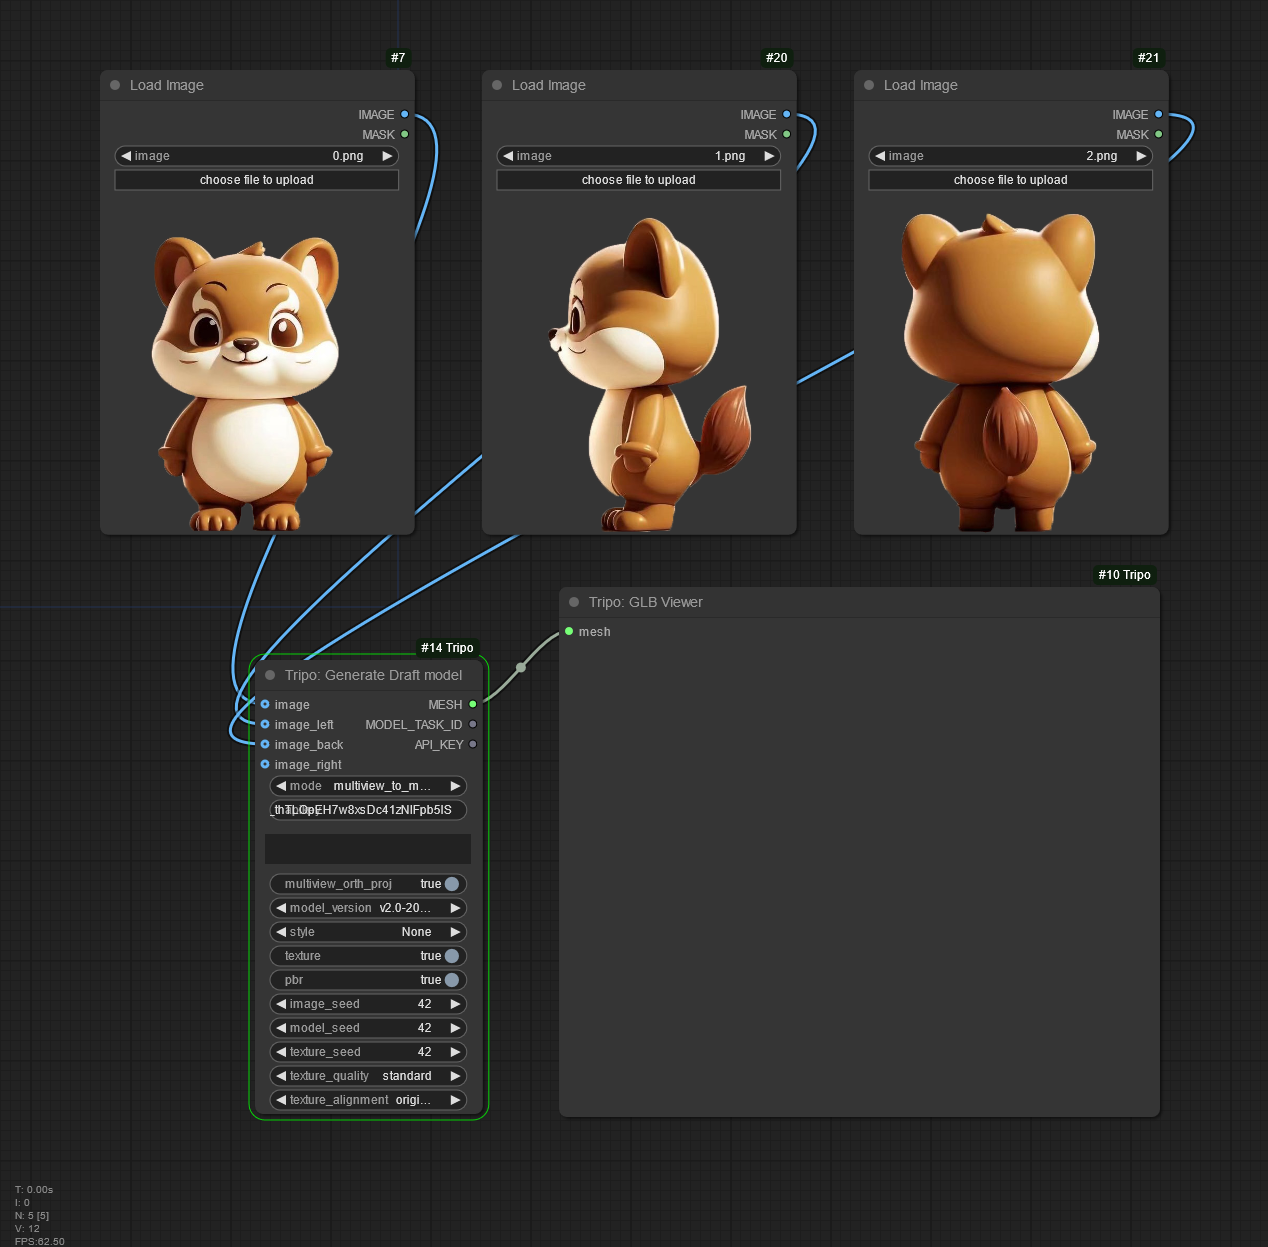 #7
Load Image
IMAGE
MASK
image 0.png
choose file to upload
#20
Load Image
IMAGE
MASK
image 1.png
choose file to upload
#21
Load Image
IMAGE
MASK
image 2.png
choose file to upload
#14 Tripo
Tripo: Generate Draft model
image MESH
image_left MODEL_TASK_ID
image_back API_KEY
image_right
mode multiview_to_m...
multiview_orth_proj true
model_version v2.0-20...
style None
texture true
pbr true
image_seed 42
model_seed 42
texture_seed 42
texture_quality standard
texture_alignment origi...
#10 Tripo
Tripo: GLB Viewer
mesh
T: 0.00s
I: 0
N: 5 [5]
V: 12
FPS:62.50